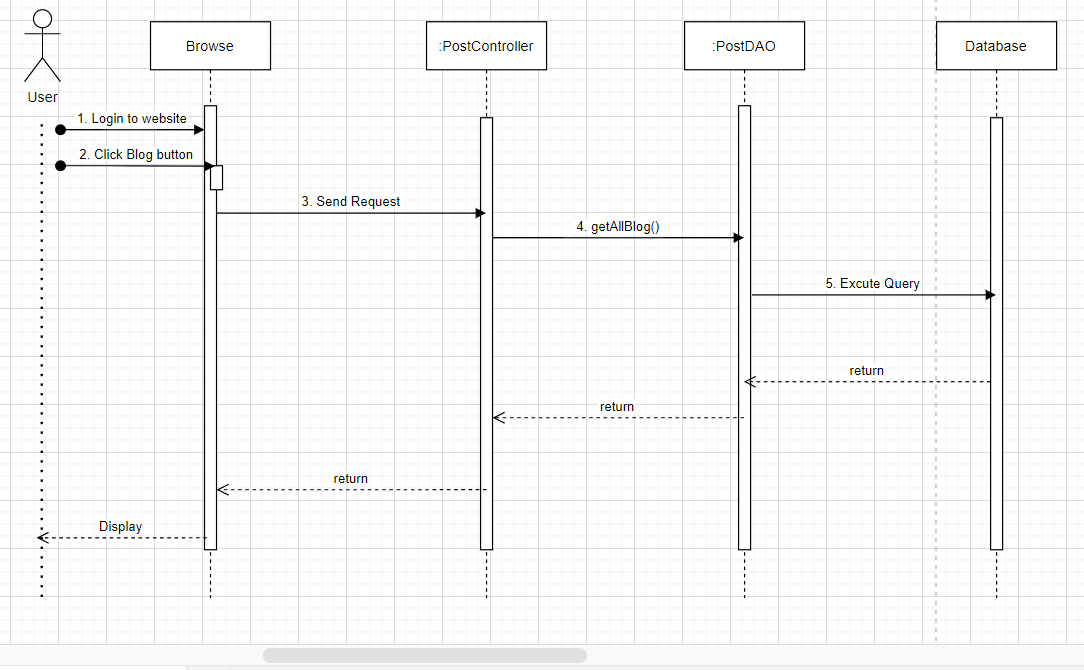 Browse
:PostController
:PostDAO
Database
User
1. Login to website
2. Click Blog button
3. Send Request
4. getAllBlog()
5. Excute Query
return
return
return
Display